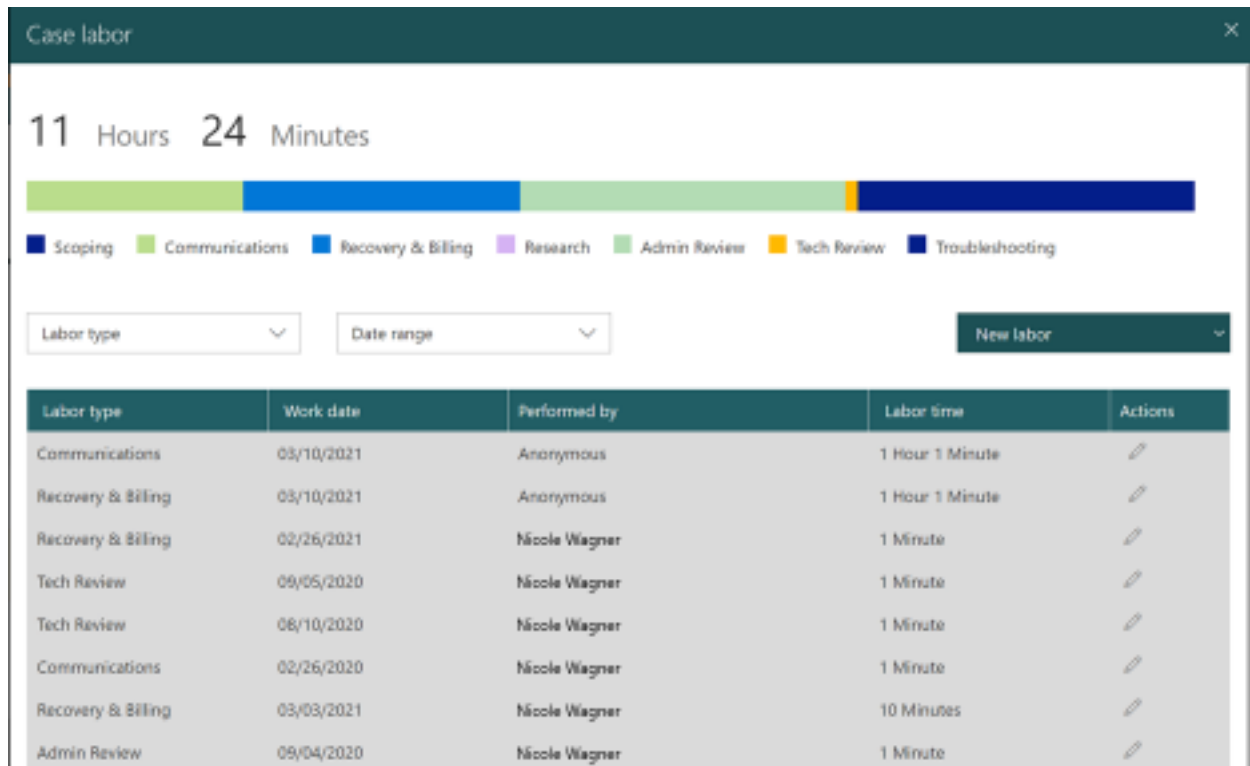 Case labor
11 Hours 24 Minutes
Scoping Communications Recovery & Billing Research Admin Review Tech Review Troubleshooting
Labor type Date range New labor
Labor type Work date Performed by Labor time Actions
Communications 03/10/2021 Anonymous 1 Hour 1 Minute
Recovery & Billing 03/10/2021 Anonymous 1 Hour 1 Minute
Recovery & Billing 02/26/2021 Nicole Wagner 1 Minute
Tech Review 09/05/2020 Nicole Wagner 1 Minute
Tech Review 08/10/2020 Nicole Wagner 1 Minute
Communications 02/26/2020 Nicole Wagner 1 Minute
Recovery & Billing 03/03/2021 Nicole Wagner 10 Minutes
Admin Review 09/04/2020 Nicole Wagner 1 Minute